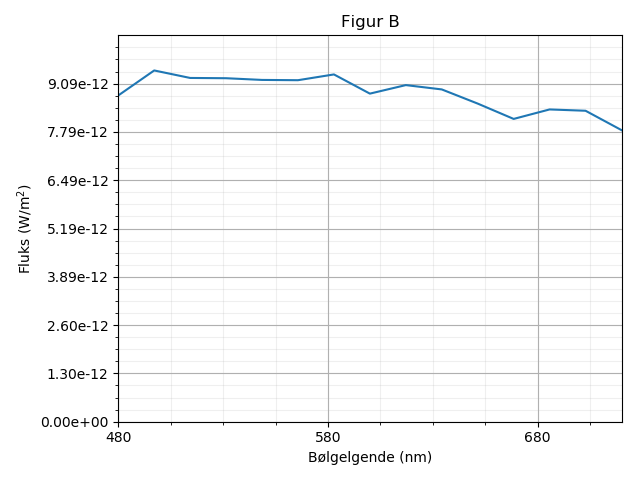 Figur B
9.09e-12
7.79e-12
6.49e-12
5.19e-12
3.89e-12
2.60e-12
1.30e-12
0.00e+00
Fluks (W/m²)
480
580
680
Bølgelgende (nm)